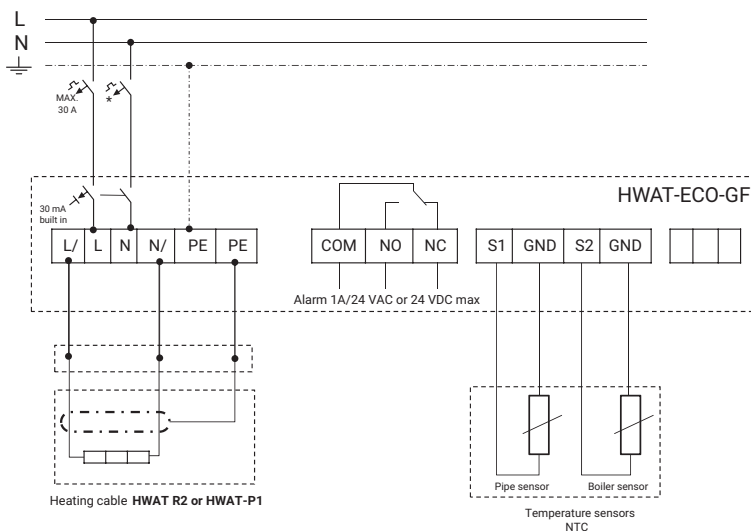 L
N
MAX.
30 A
*
HWAT-ECO-GF
30 mA
built in
L/ L N N/ PE PE
COM NO NC
S1 GND S2 GND
Alarm 1A/24 VAC or 24 VDC max
Pipe sensor
Boiler sensor
Heating cable HWAT R2 or HWAT-P1
Temperature sensors
NTC